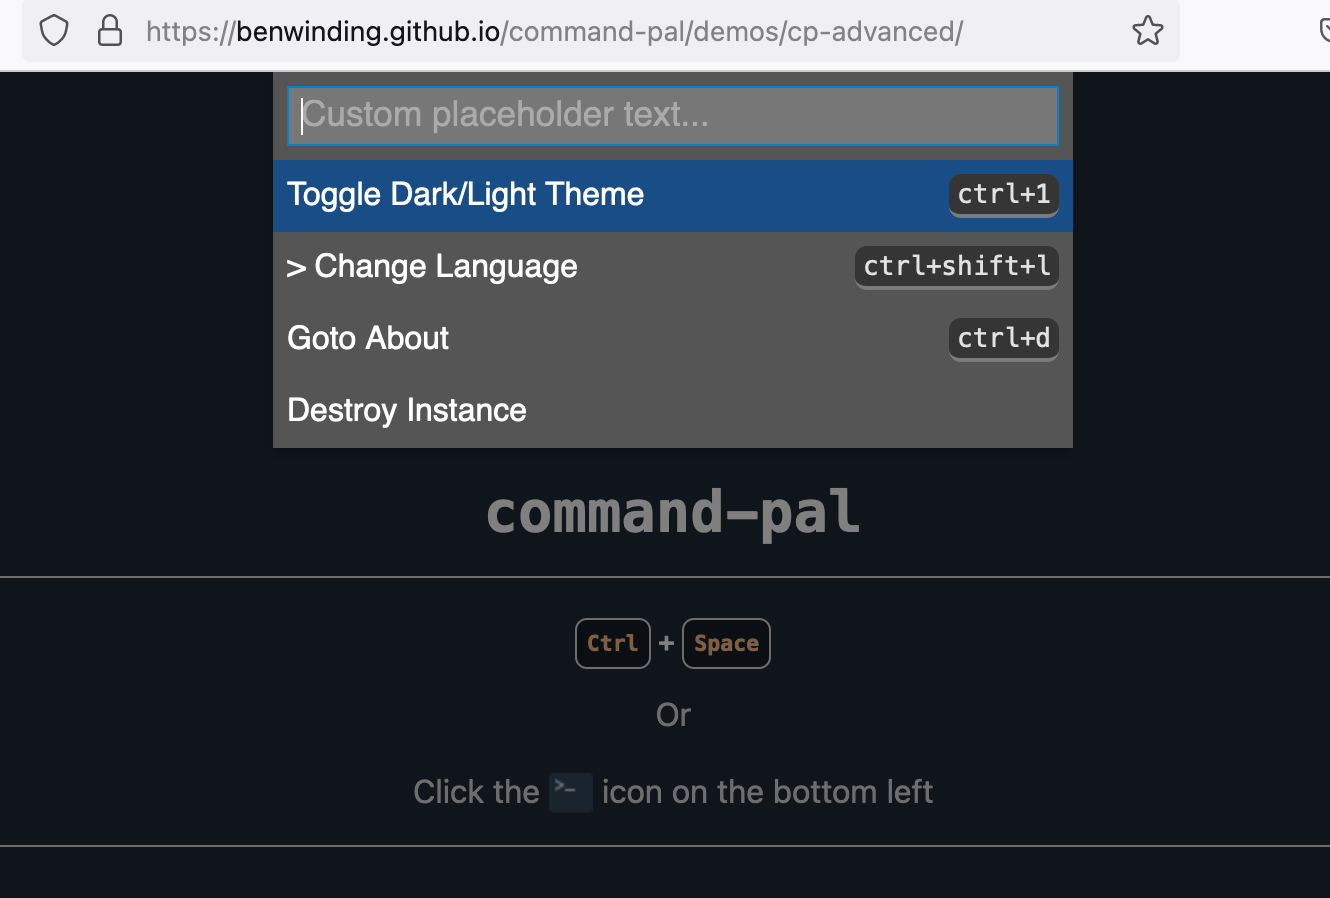 https://benwinding.github.io/command-pal/demos/cp-advanced/
Custom placeholder text...
Toggle Dark/Light Theme ctrl+1
> Change Language ctrl+shift+l
Goto About ctrl+d
Destroy Instance
command-pal
Ctrl + Space
Or
Click the >- icon on the bottom left